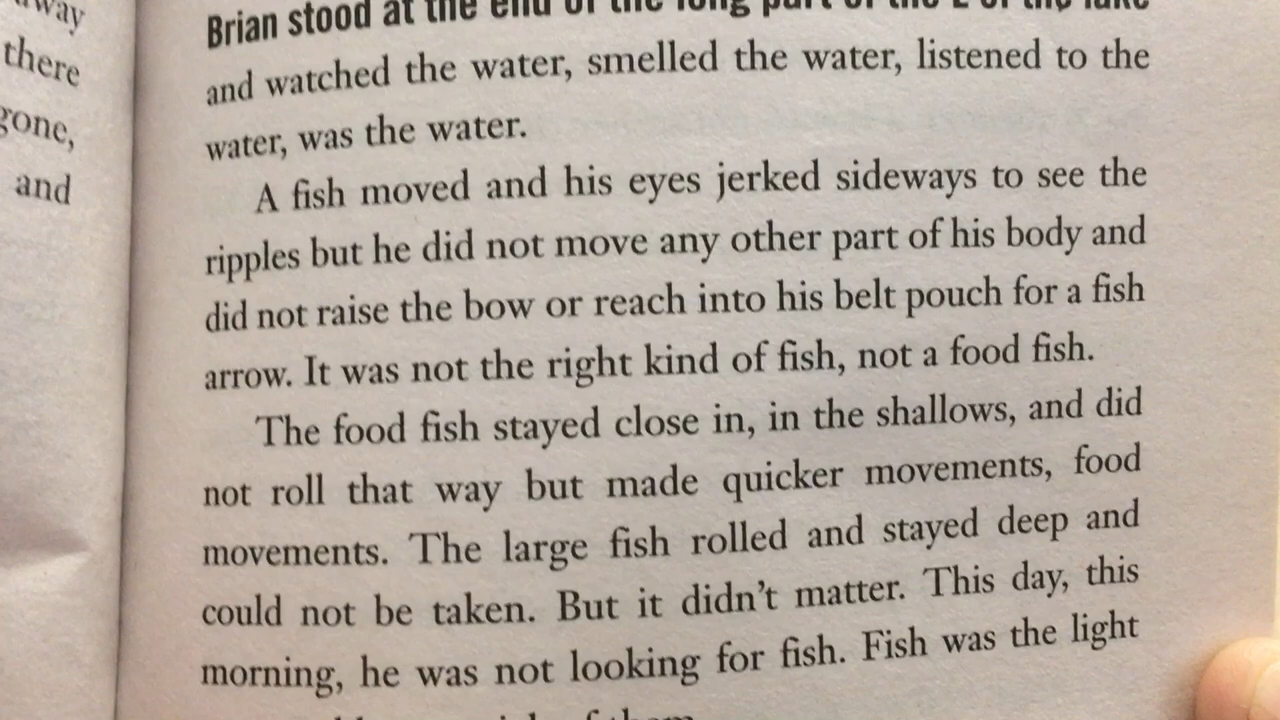 there
gone,
and
Brian stood at the end of the long part of the L of the lake
and watched the water, smelled the water, listened to the
water, was the water.
A fish moved and his eyes jerked sideways to see the
ripples but he did not move any other part of his body and
did not raise the bow or reach into his belt pouch for a fish
arrow. It was not the right kind of fish, not a food fish.
The food fish stayed close in, in the shallows, and did
not roll that way but made quicker movements, food
movements. The large fish rolled and stayed deep and
could not be taken. But it didn't matter. This day, this
morning, he was not looking for fish. Fish was the light
of them